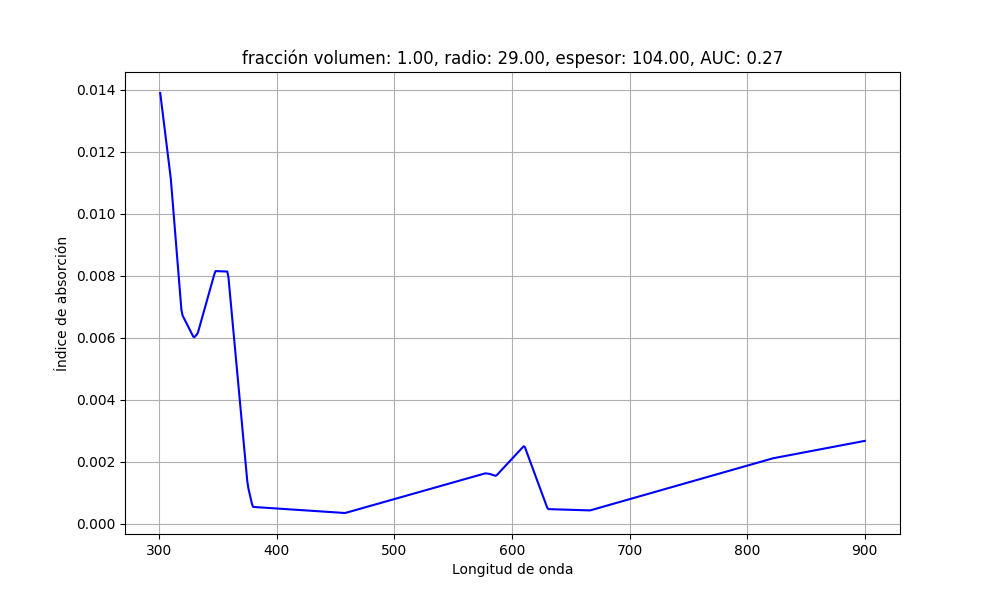 fracción volumen: 1.00, radio: 29.00, espesor: 104.00, AUC: 0.27
0.014
0.012
0.010
0.008
0.006
0.004
0.002
0.000
Índice de absorción
300 400 500 600 700 800 900
Longitud de onda